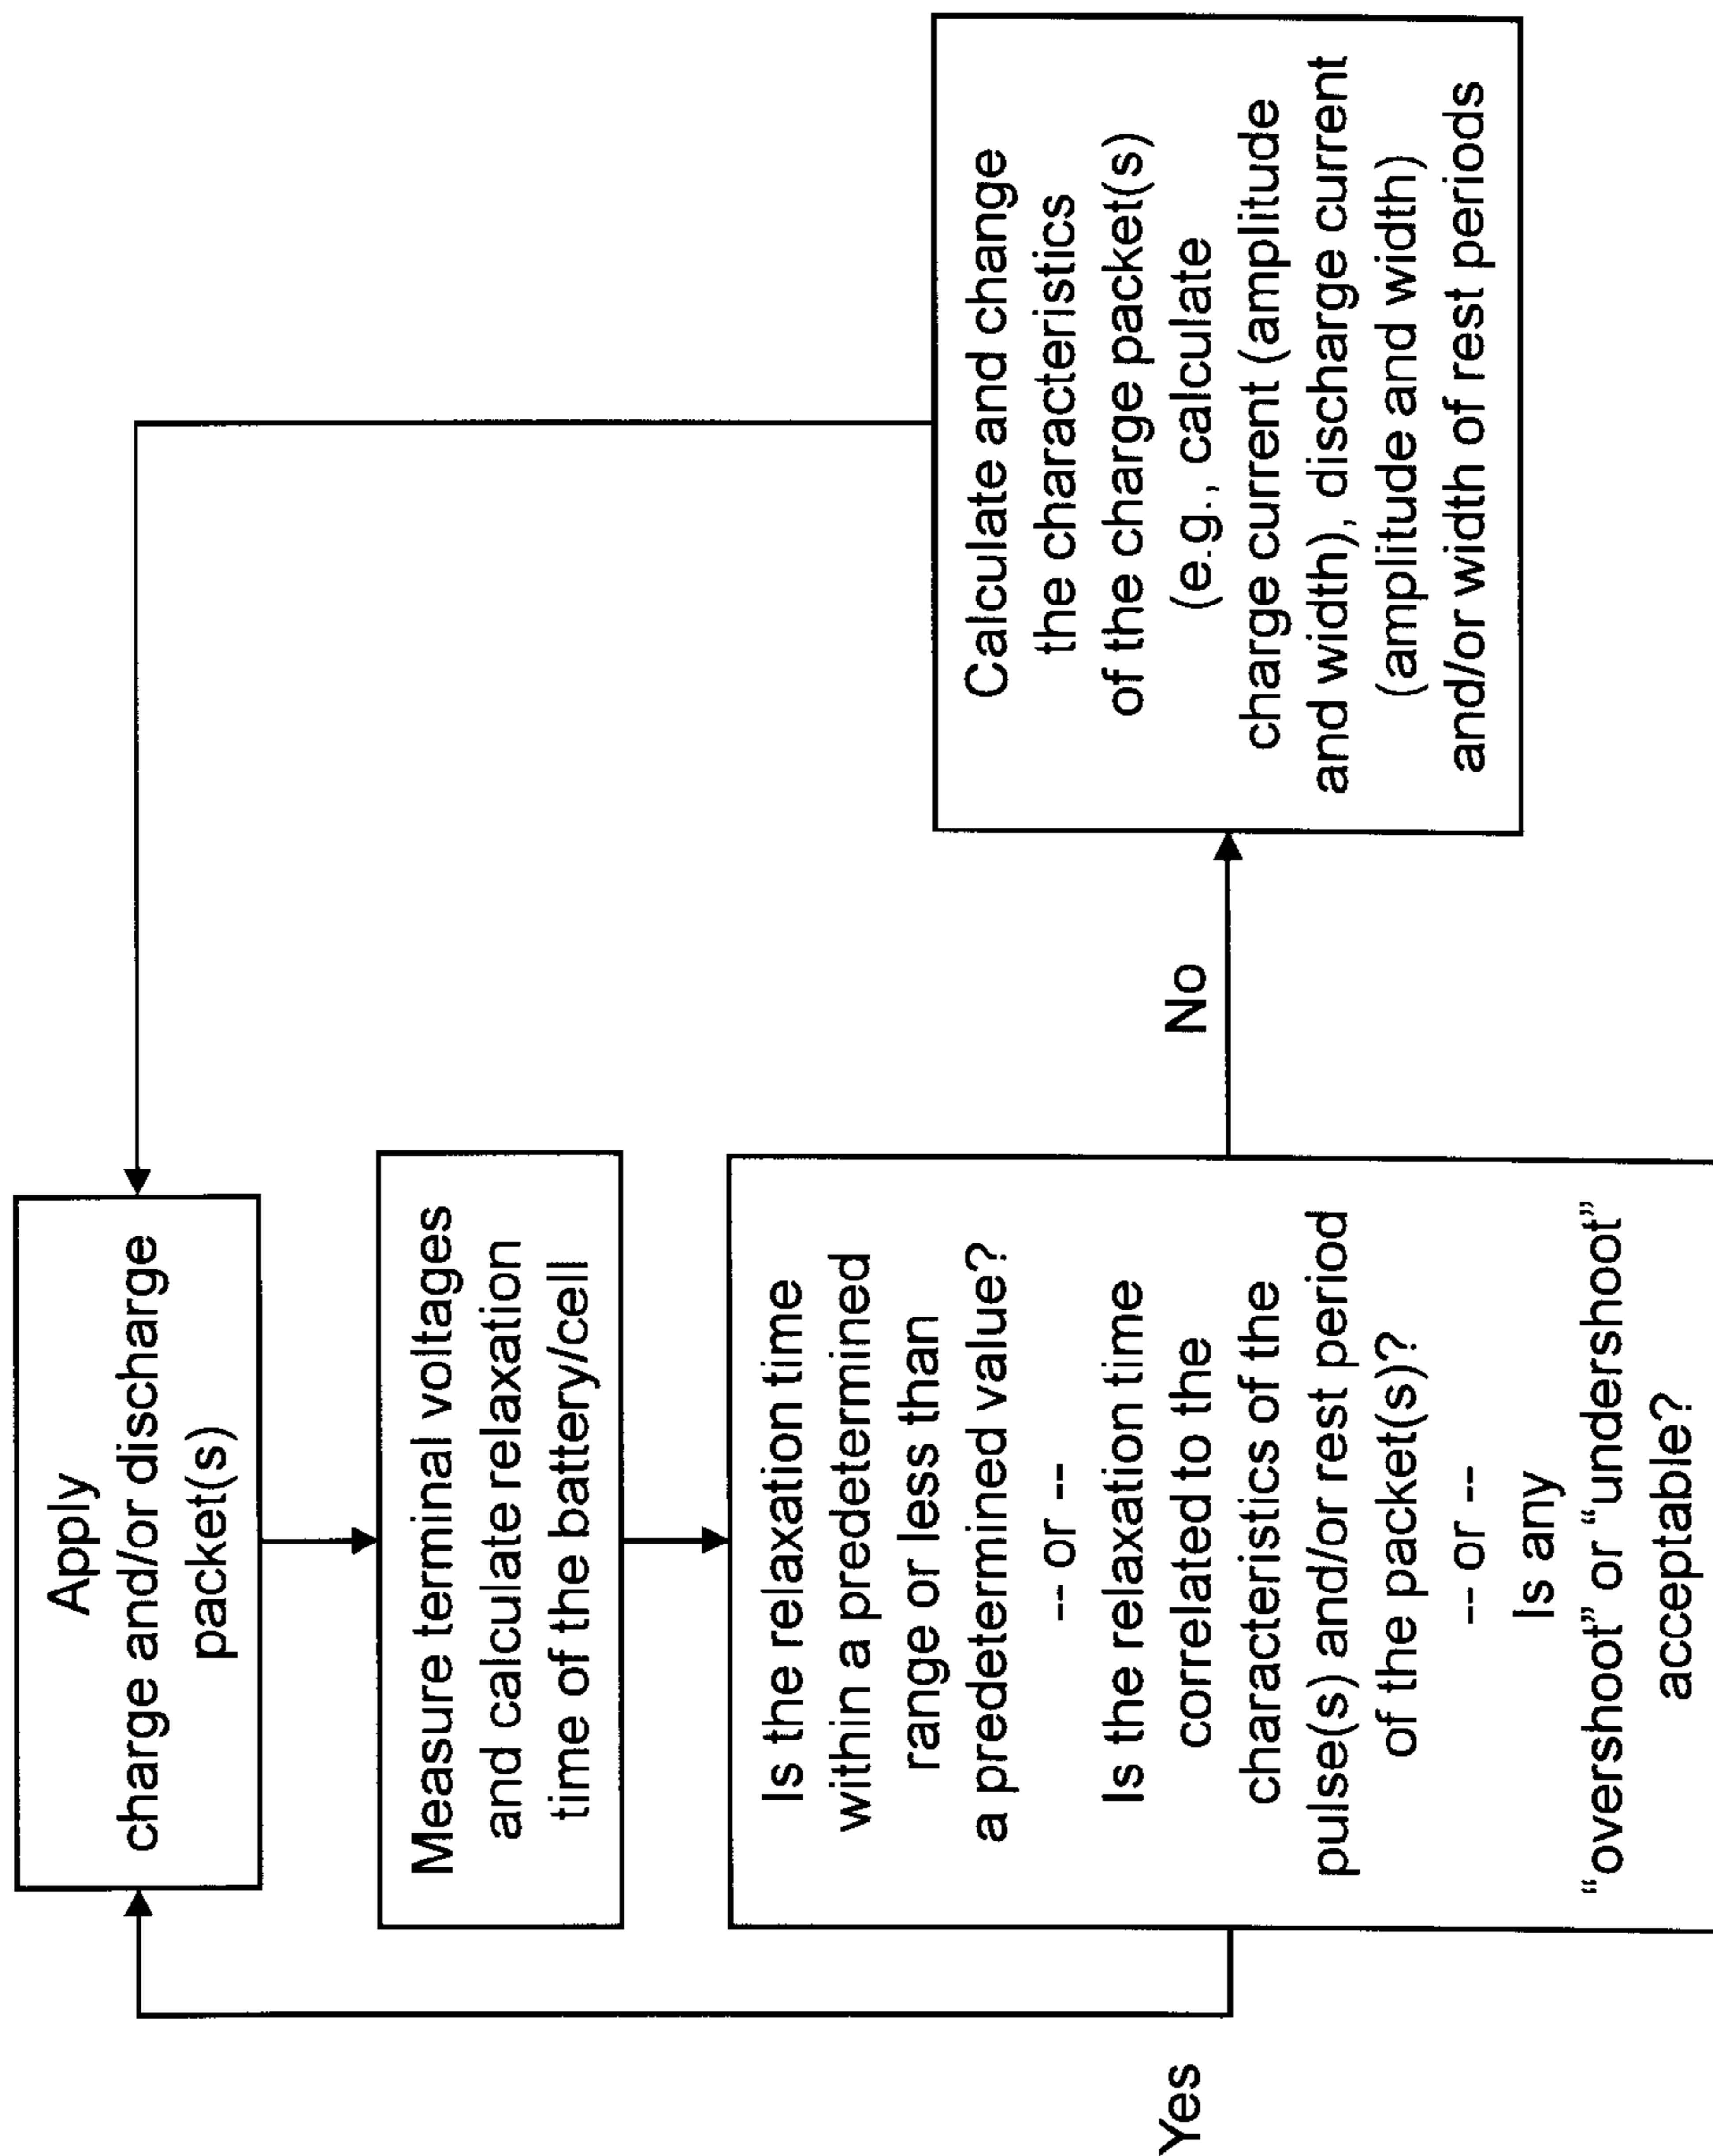 Apply
charge and/or discharge
packet(s)
Measure terminal voltages
and calculate relaxation
time of the battery/cell
Is the relaxation time
within a predetermined
range or less than
a predetermined value?
-- or --
Is the relaxation time
correlated to the
characteristics of the
pulse(s) and/or rest period
of the packet(s)?
-- or --
Is any
“overshoot” or “undershoot”
acceptable?
Yes
No
Calculate and change
the characteristics
of the charge packet(s)
(e.g., calculate
charge current (amplitude
and width), discharge current
(amplitude and width)
and/or width of rest periods